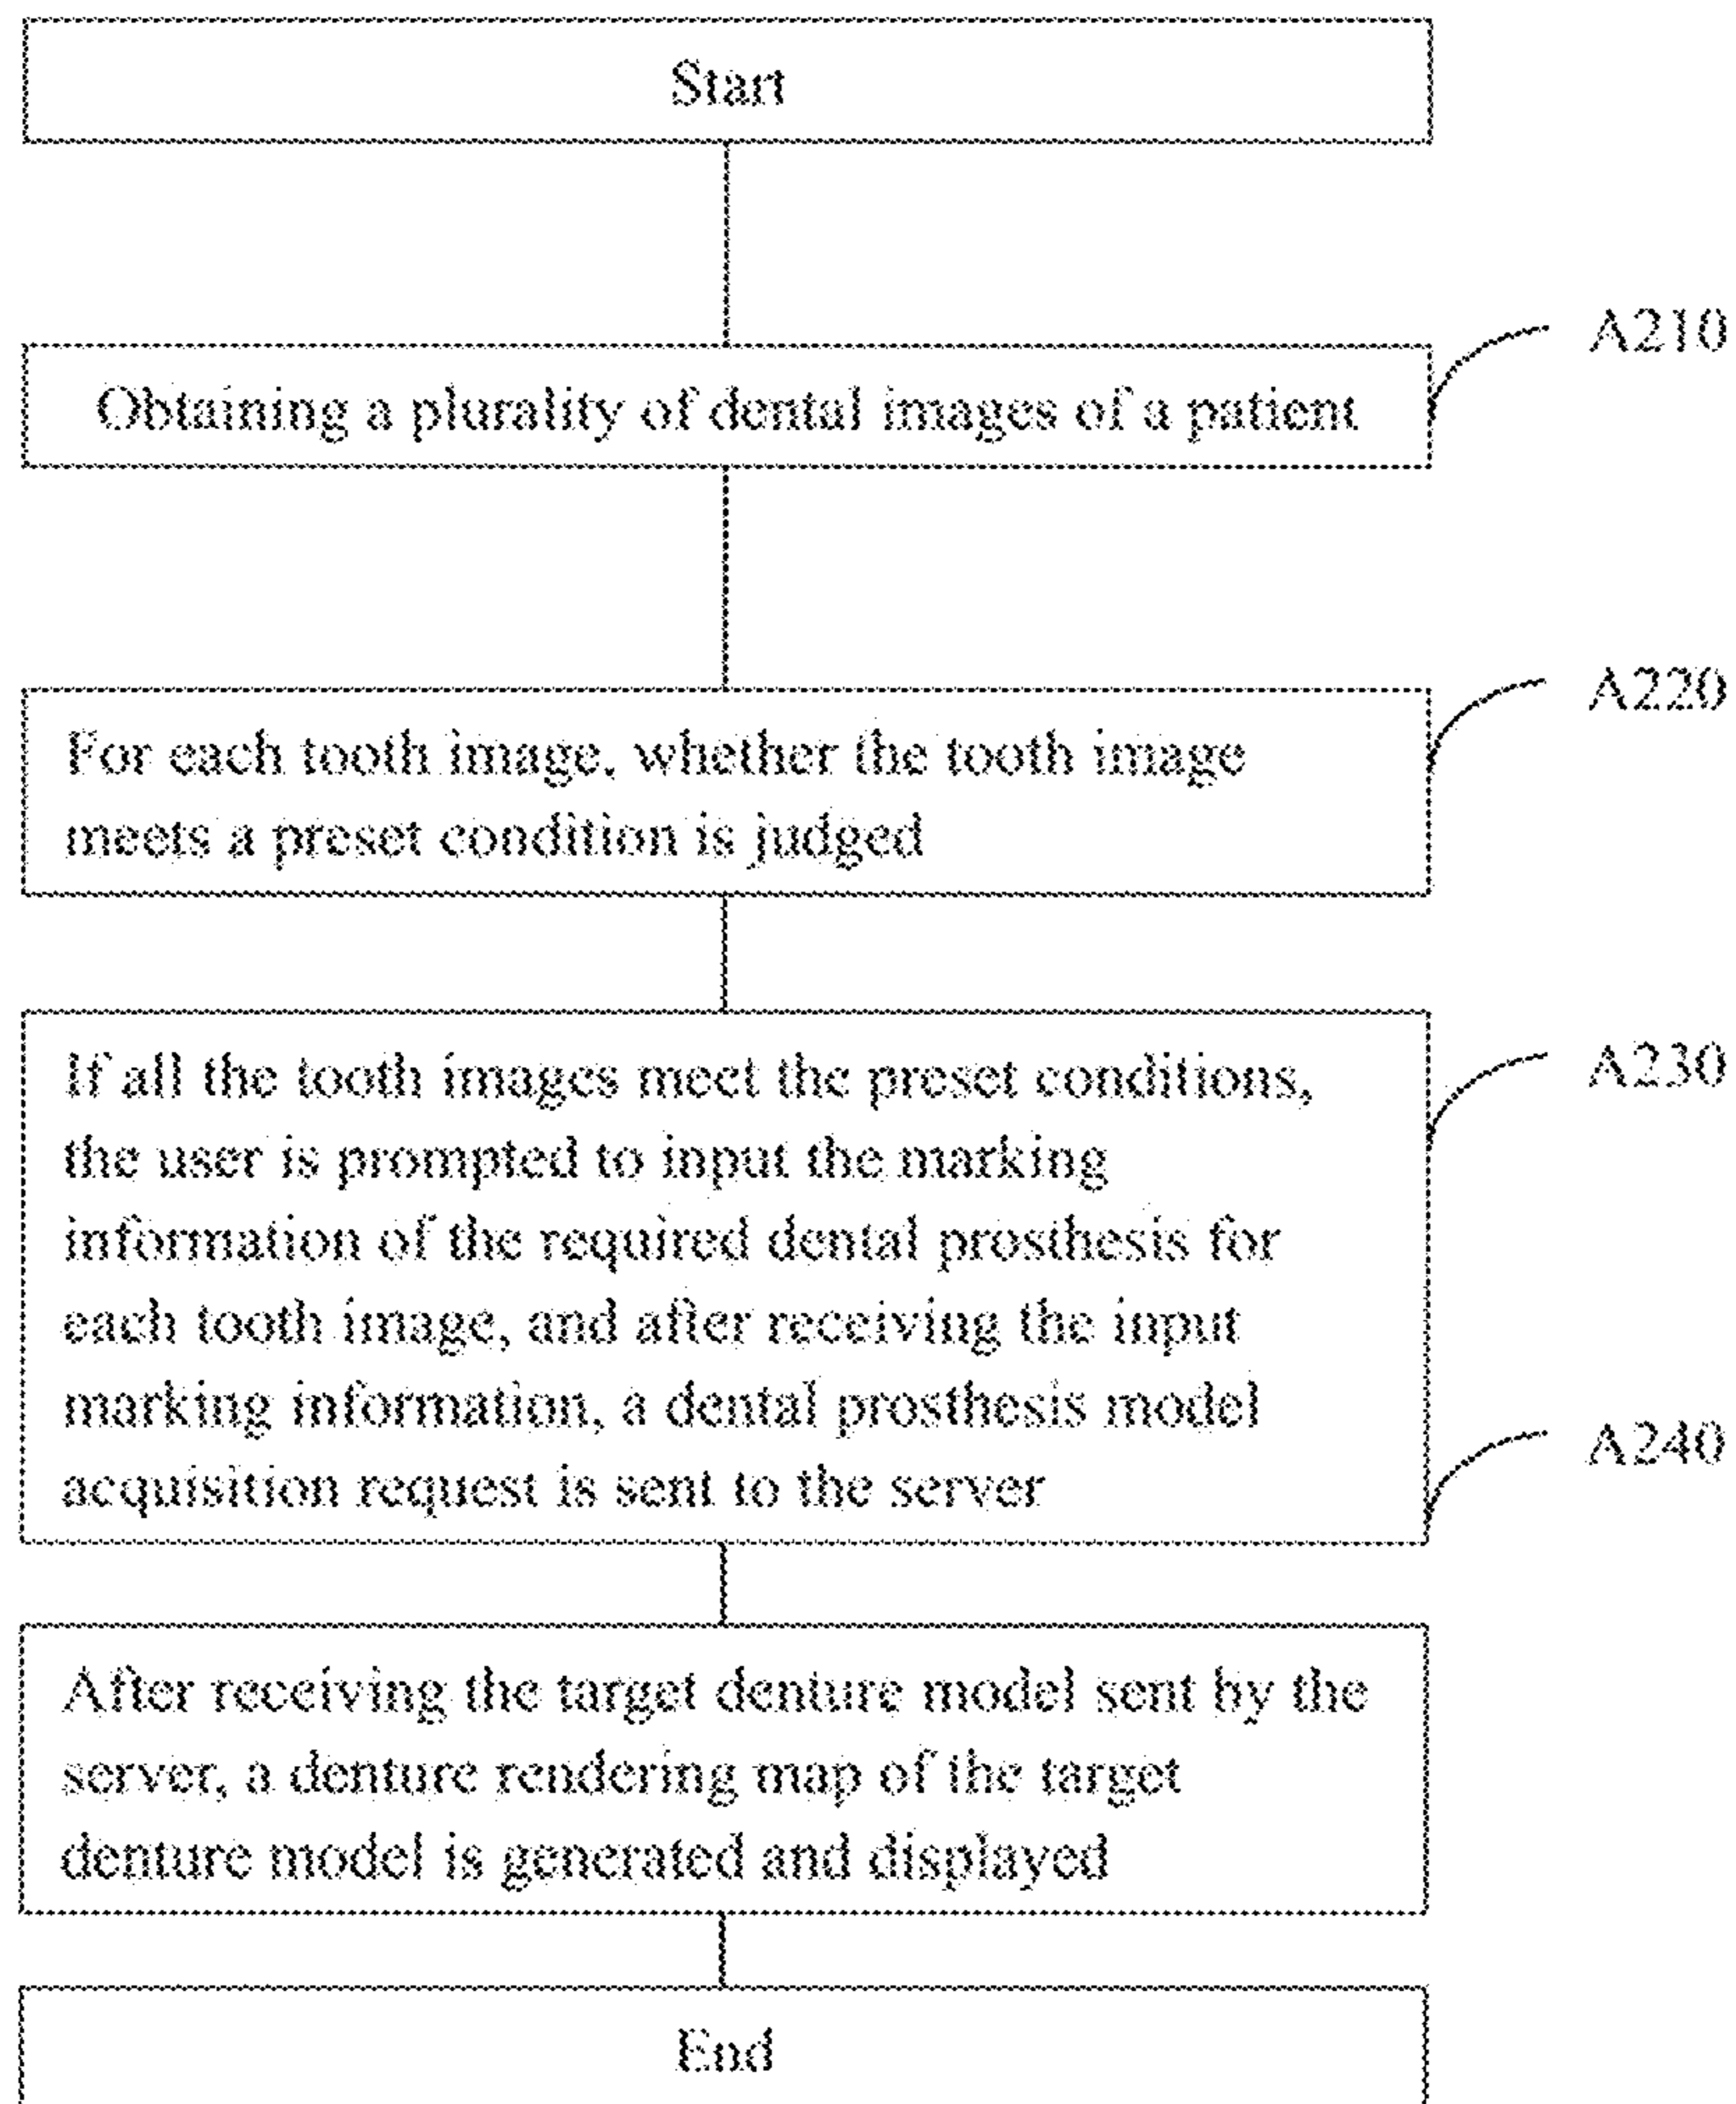 Start
A210
Obtaining a plurality of dental images of a patient
A220
For each tooth image, whether the tooth image
meets a preset condition is judged
A230
If all the tooth images meet the preset conditions,
the user is prompted to input the marking
information of the required dental prosthesis for
each tooth image, and after receiving the input
marking information, a dental prosthesis model
A240
acquisition request is sent to the server
After receiving the target denture model sent by the
server, a denture rendering map of the target
denture model is generated and displayed
End